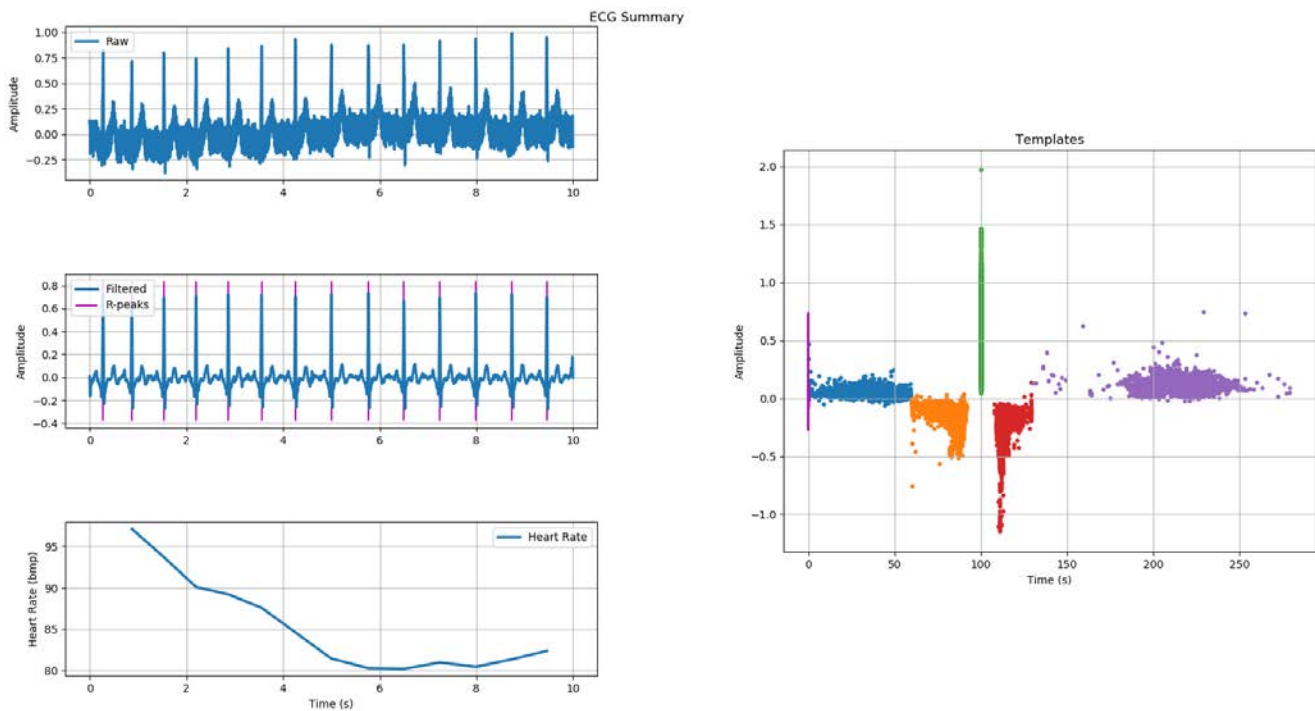 ECG Summary
Raw
Amplitude
1.00
0.75
0.50
0.25
0.00
−0.25
0 2 4 6 8 10
Filtered
R-peaks
Amplitude
0.8
0.6
0.4
0.2
0.0
−0.2
−0.4
0 2 4 6 8 10
Heart Rate
Heart Rate (bmp)
95
90
85
80
0 2 4 6 8 10
Time (s)
Templates
Amplitude
2.0
1.5
1.0
0.5
0.0
−0.5
−1.0
0 50 100 150 200 250
Time (s)